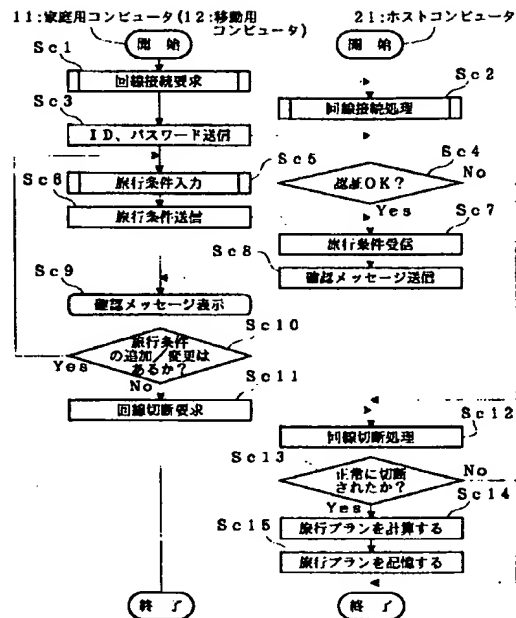 11:家庭用コンピュータ(12:移動用コンピュータ)
21:ホストコンピュータ
開 始
開 始
Sc1
回線接続要求
Sc2
回線接続処理
Sc3
ID、パスワード送信
Sc4
認証OK?
No
Yes
Sc5
旅行条件入力
Sc6
旅行条件送信
Sc7
旅行条件受信
Sc8
確認メッセージ送信
Sc9
確認メッセージ表示
Sc10
旅行条件
の追加/変更は
あるか?
Yes
No
Sc11
回線切断要求
Sc12
回線切断処理
Sc13
正常に切断
されたか?
No
Yes
Sc14
旅行プランを計算する
Sc15
旅行プランを記憶する
終 了
終 了